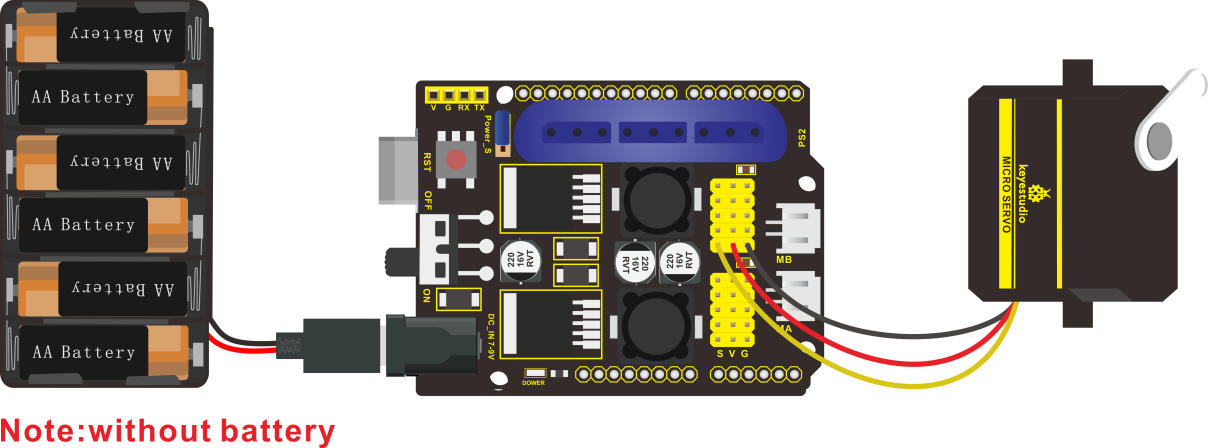 AA Battery
AA Battery
AA Battery
AA Battery
AA Battery
AA Battery
V G RX TX
Power_S
PS2
RST
OFF
ON
220 16V RVT
220 16V RVT
220 16V RVT
MB
MA
DC_IN 7-9V
S V G
DOWER
MICRO SERVO
keyestudio
Note:without battery